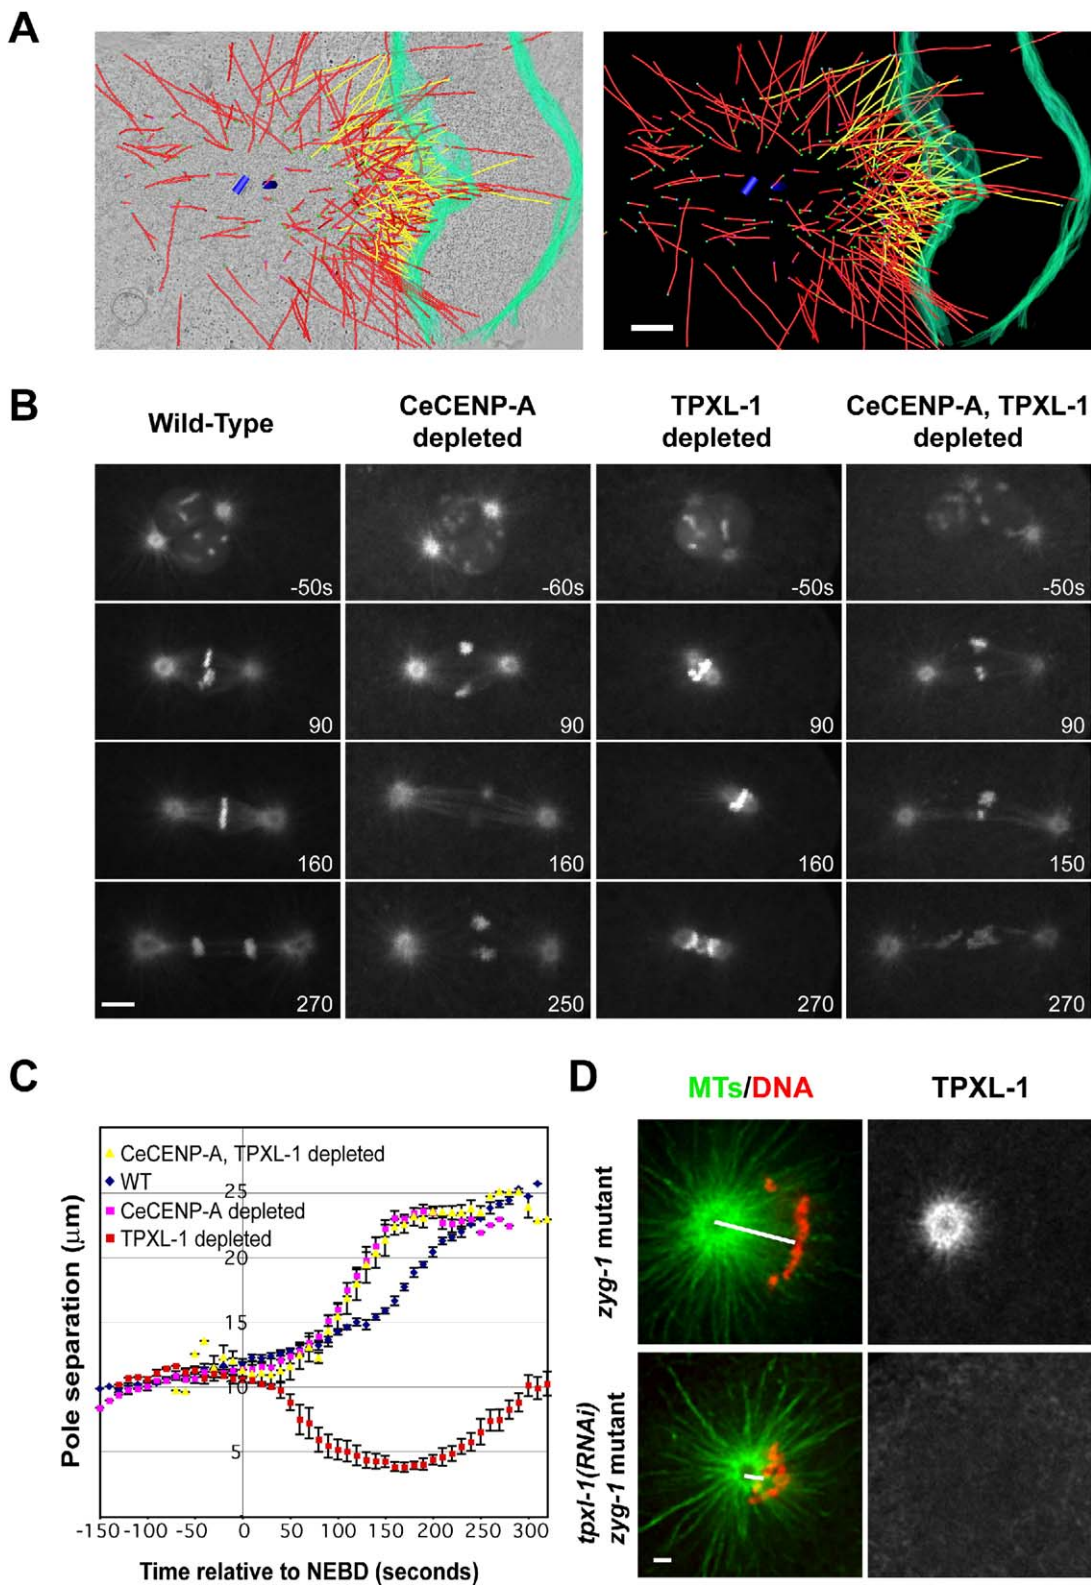 A
B
Wild-Type
CeCENP-A
depleted
TPXL-1
depleted
CeCENP-A, TPXL-1
depleted
-50s
-60s
-50s
-50s
90
90
90
90
160
160
160
150
270
250
270
270
C
CeCENP-A, TPXL-1 depleted
WT
CeCENP-A depleted
TPXL-1 depleted
25
20
15
10
5
Pole separation (μm)
-150 -100 -50 0 50 100 150 200 250 300
Time relative to NEBD (seconds)
D
MTs/DNA
TPXL-1
zyg-1 mutant
tpxl-1(RNAi)
zyg-1 mutant